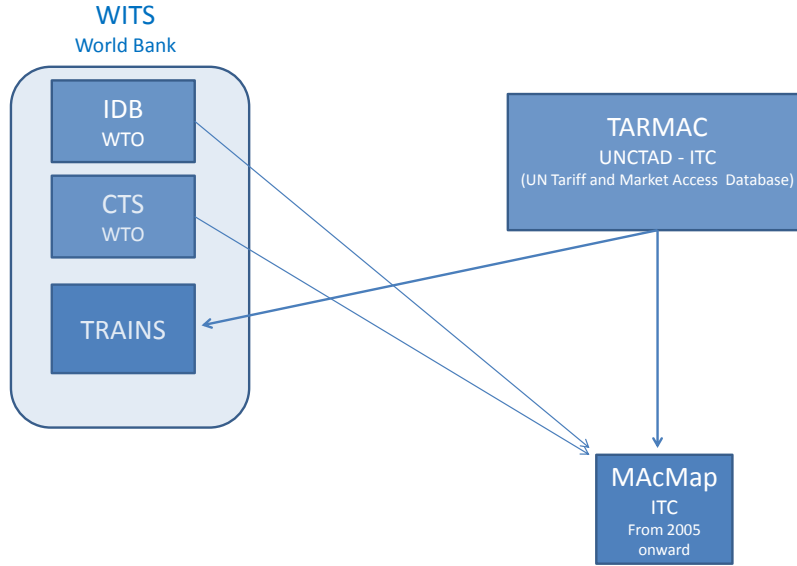 WITS
World Bank
IDB
WTO
CTS
WTO
TRAINS
TARMAC
UNCTAD - ITC
(UN Tariff and Market Access Database)
MAcMap
ITC
From 2005
onward